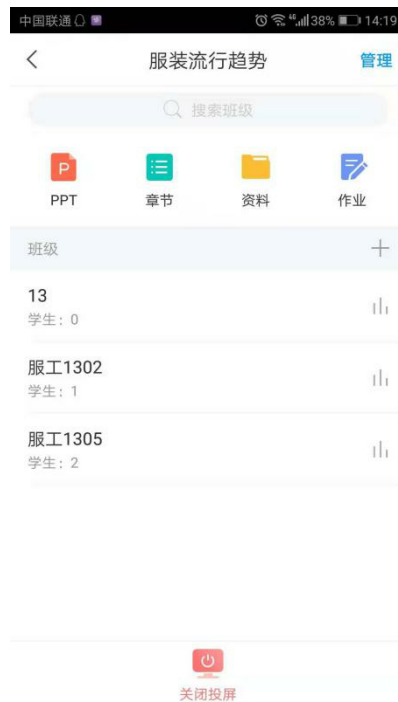 中国联通 46 38% 14:19
服装流行趋势 管理
搜索班级
P
PPT 章节 资料 作业
班级
13
学生：0
服工1302
学生：1
服工1305
学生：2
关闭投屏